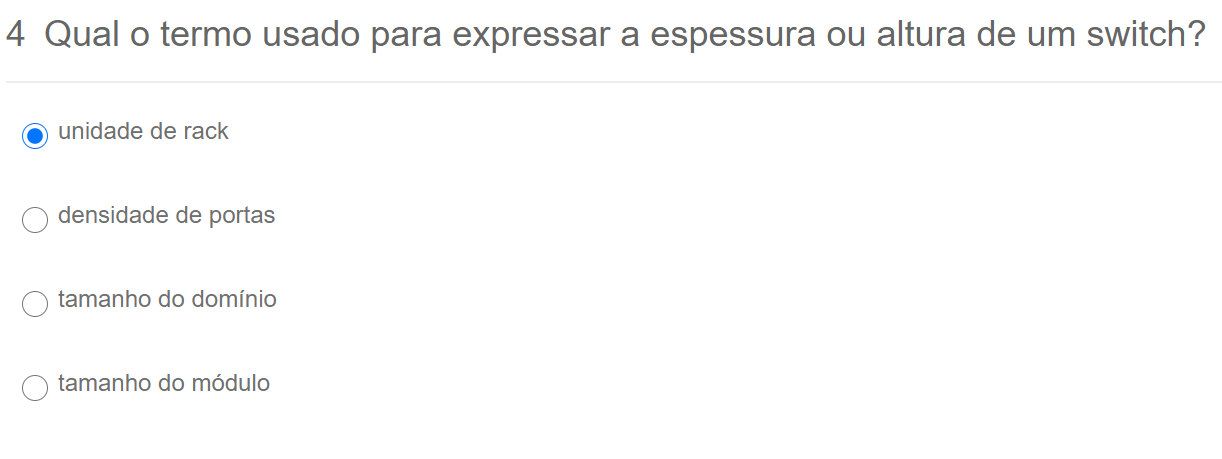 4 Qual o termo usado para expressar a espessura ou altura de um switch?
unidade de rack
densidade de portas
tamanho do domínio
tamanho do módulo